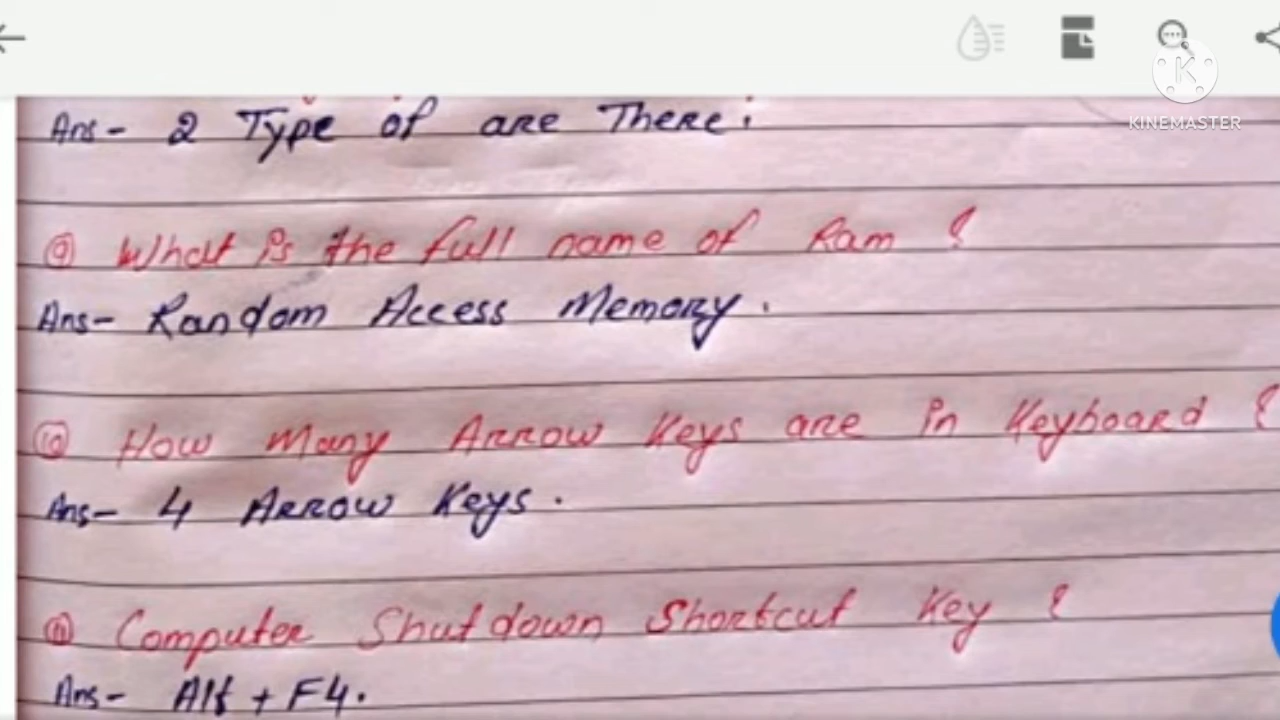 KINEMASTER
Ans- 2 Type of are There:
⑨ What is the full name of Ram ?
Ans- Random Access Memory.
⑩ How Many Arrow Keys are in Keyboard ?
Ans- 4 Arrow Keys.
⑪ Computer Shutdown Shortcut Key ?
Ans- Alt + F4.